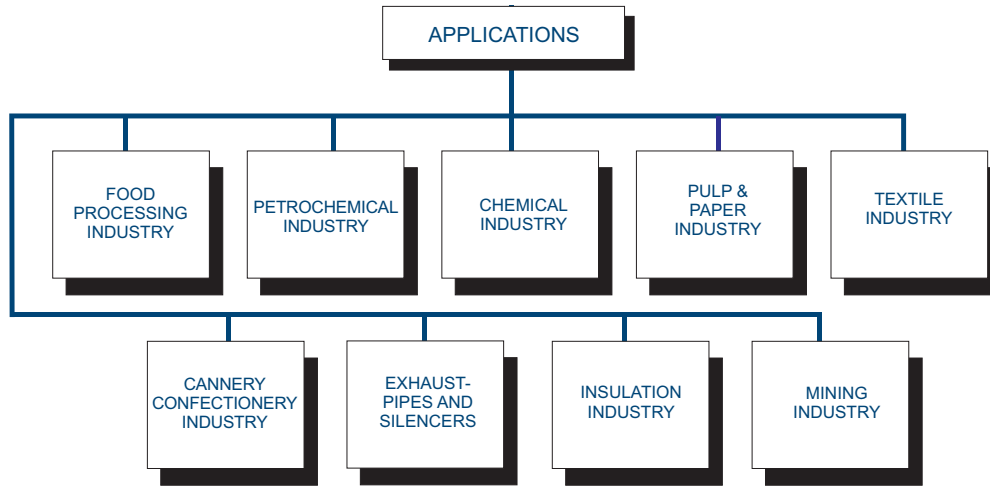 APPLICATIONS
FOOD
PROCESSING
INDUSTRY
PETROCHEMICAL
INDUSTRY
CHEMICAL
INDUSTRY
PULP &
PAPER
INDUSTRY
TEXTILE
INDUSTRY
CANNERY
CONFECTIONERY
INDUSTRY
EXHAUST-
PIPES AND
SILENCERS
INSULATION
INDUSTRY
MINING
INDUSTRY